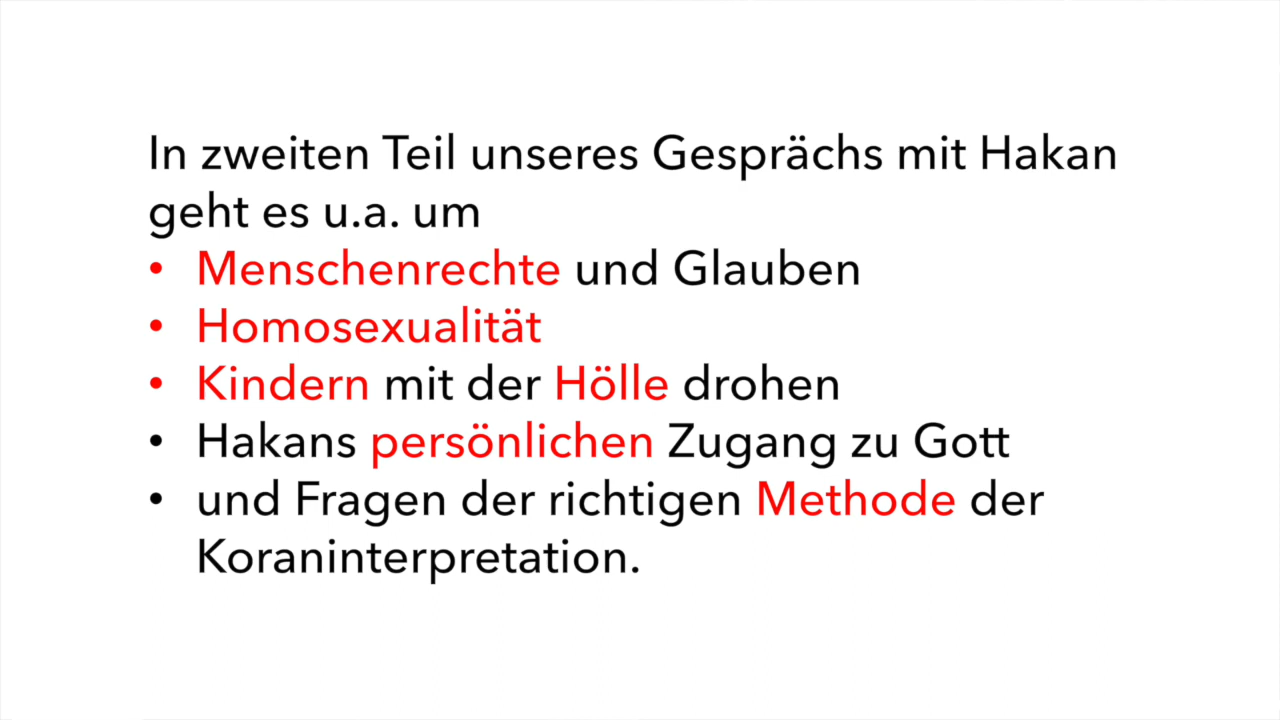 In zweiten Teil unseres Gesprächs mit Hakan
geht es u.a. um
• Menschenrechte und Glauben
• Homosexualität
• Kindern mit der Hölle drohen
• Hakans persönlichen Zugang zu Gott
• und Fragen der richtigen Methode der
Koraninterpretation.